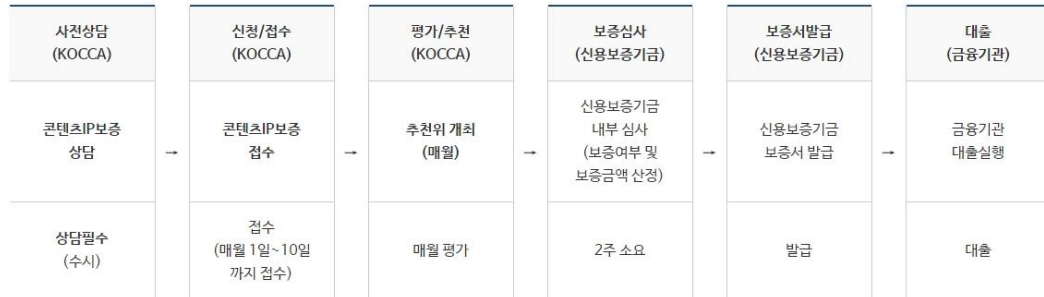 사전상담
(KOCCA)
신청/접수
(KOCCA)
평가/추천
(KOCCA)
보증심사
(신용보증기금)
보증서발급
(신용보증기금)
대출
(금융기관)
콘텐츠IP보증
상담
→
콘텐츠IP보증
접수
→
추천위 개최
(매월)
→
신용보증기금
내부 심사
(보증여부 및
보증금액 산정)
→
신용보증기금
보증서 발급
→
금융기관
대출실행
상담필수
(수시)
접수
(매월 1일~10일
까지 접수)
매월 평가
2주 소요
발급
대출